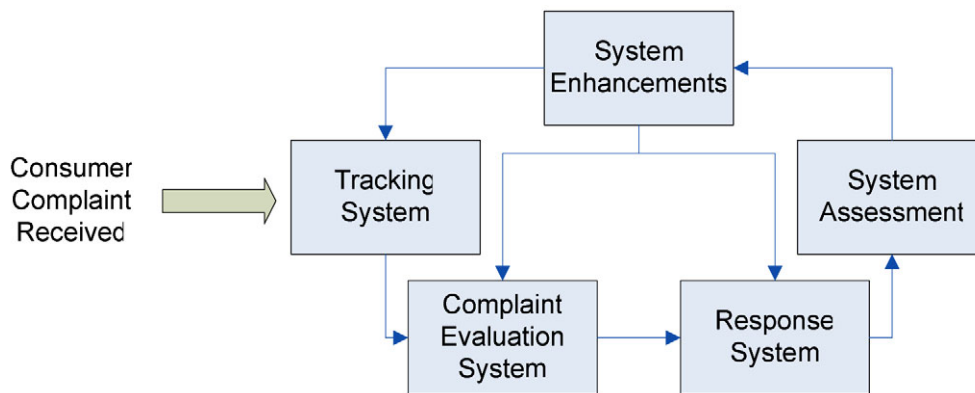 System
Enhancements
Consumer
Complaint
Received
Tracking
System
System
Assessment
Complaint
Evaluation
System
Response
System